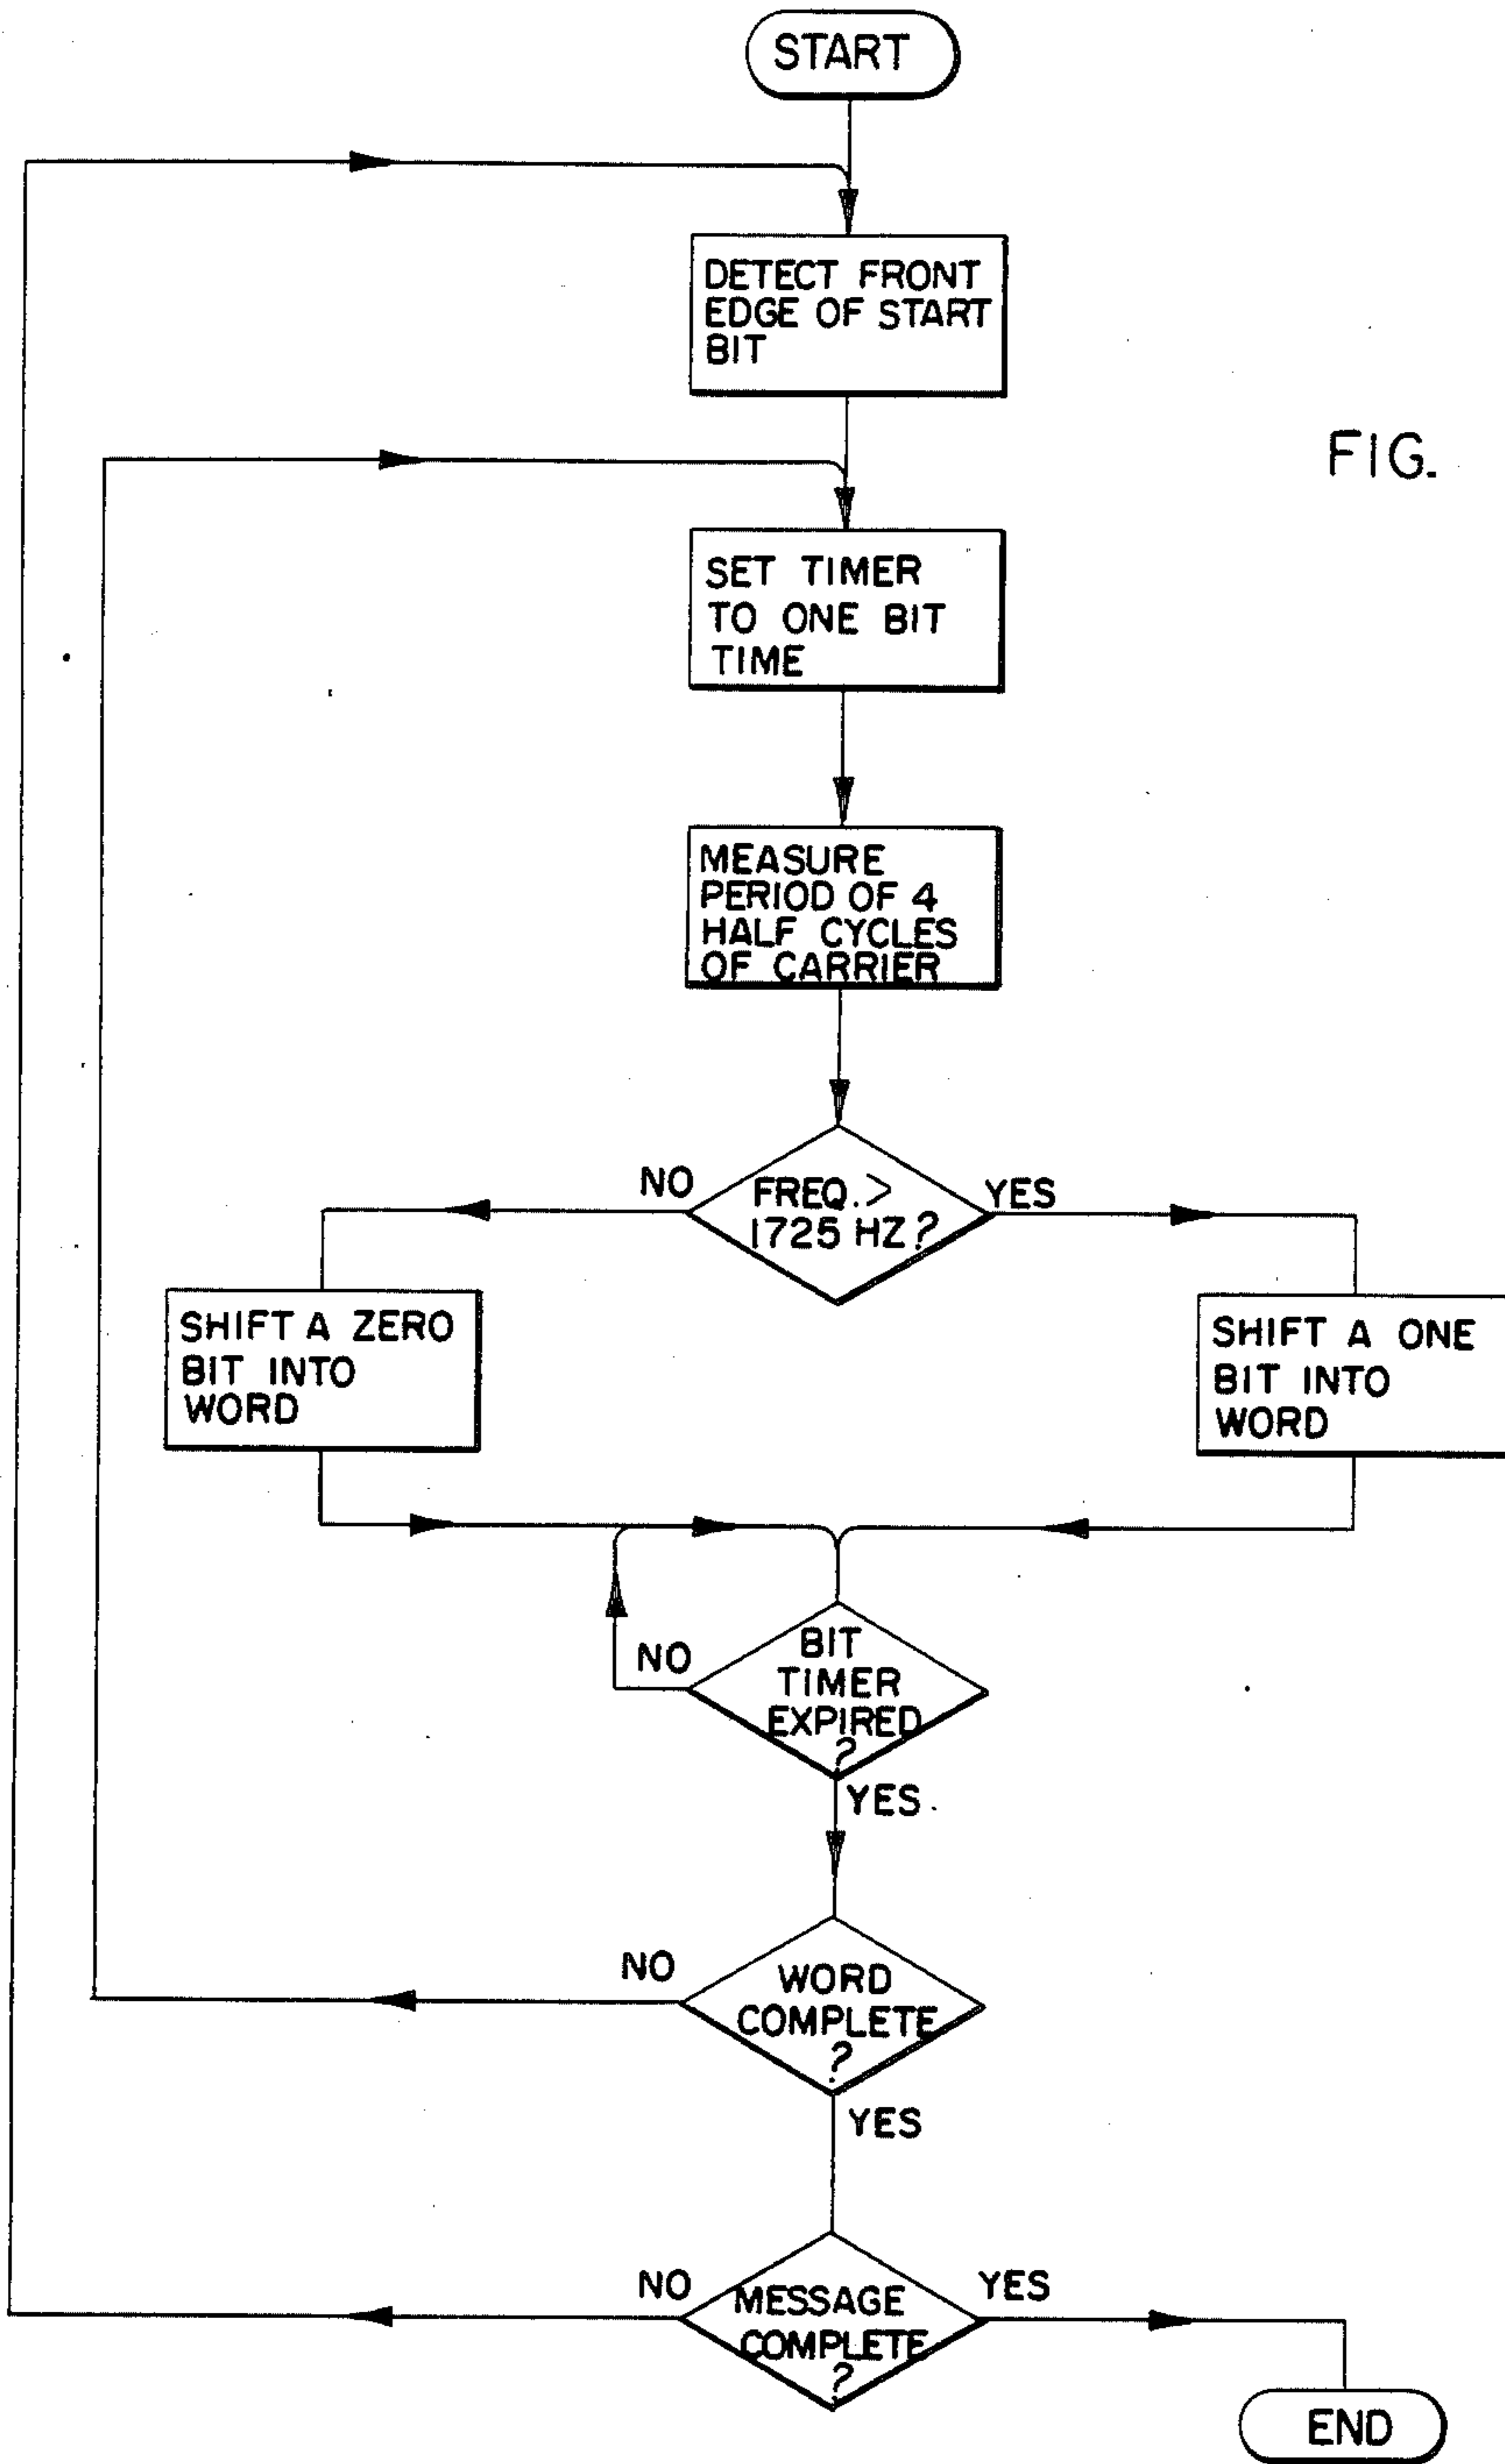 START
DETECT FRONT
EDGE OF START
BIT
FIG.
SET TIMER
TO ONE BIT
TIME
MEASURE
PERIOD OF 4
HALF CYCLES
OF CARRIER
NO
FREQ. >
1725 HZ?
YES
SHIFT A ZERO
BIT INTO
WORD
SHIFT A ONE
BIT INTO
WORD
NO
BIT
TIMER
EXPIRED
?
YES
NO
WORD
COMPLETE
?
YES
NO
MESSAGE
COMPLETE
?
YES
END